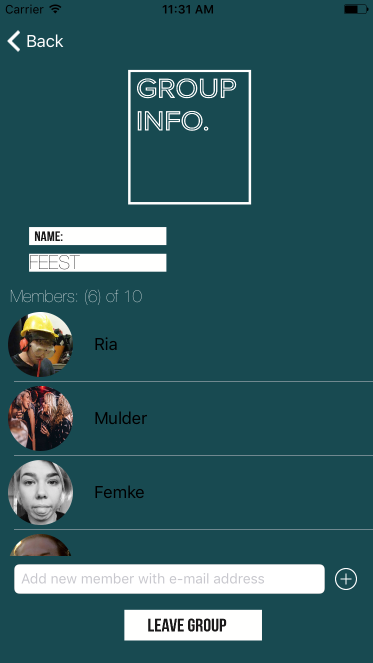 Carrier 11:31 AM
Back
GROUP
INFO.
NAME:
FEEST
Members: (6) of 10
Ria
Mulder
Femke
Add new member with e-mail address
LEAVE GROUP